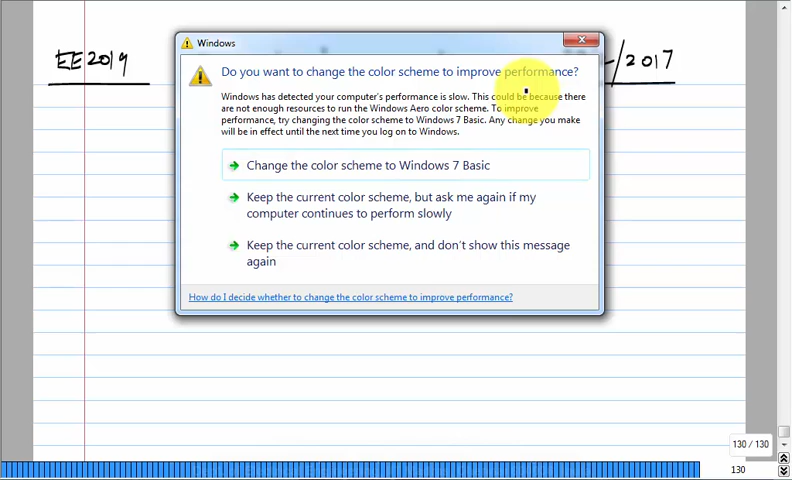 Windows
EE2019
/2017
Do you want to change the color scheme to improve performance?
Windows has detected your computer's performance is slow. This could be because there
are not enough resources to run the Windows Aero color scheme. To improve
performance, try changing the color scheme to Windows 7 Basic. Any change you make
will be in effect until the next time you log on to Windows.
Change the color scheme to Windows 7 Basic
Keep the current color scheme, but ask me again if my
computer continues to perform slowly
Keep the current color scheme, and don't show this message
again
How do I decide whether to change the color scheme to improve performance?
130 / 130
130